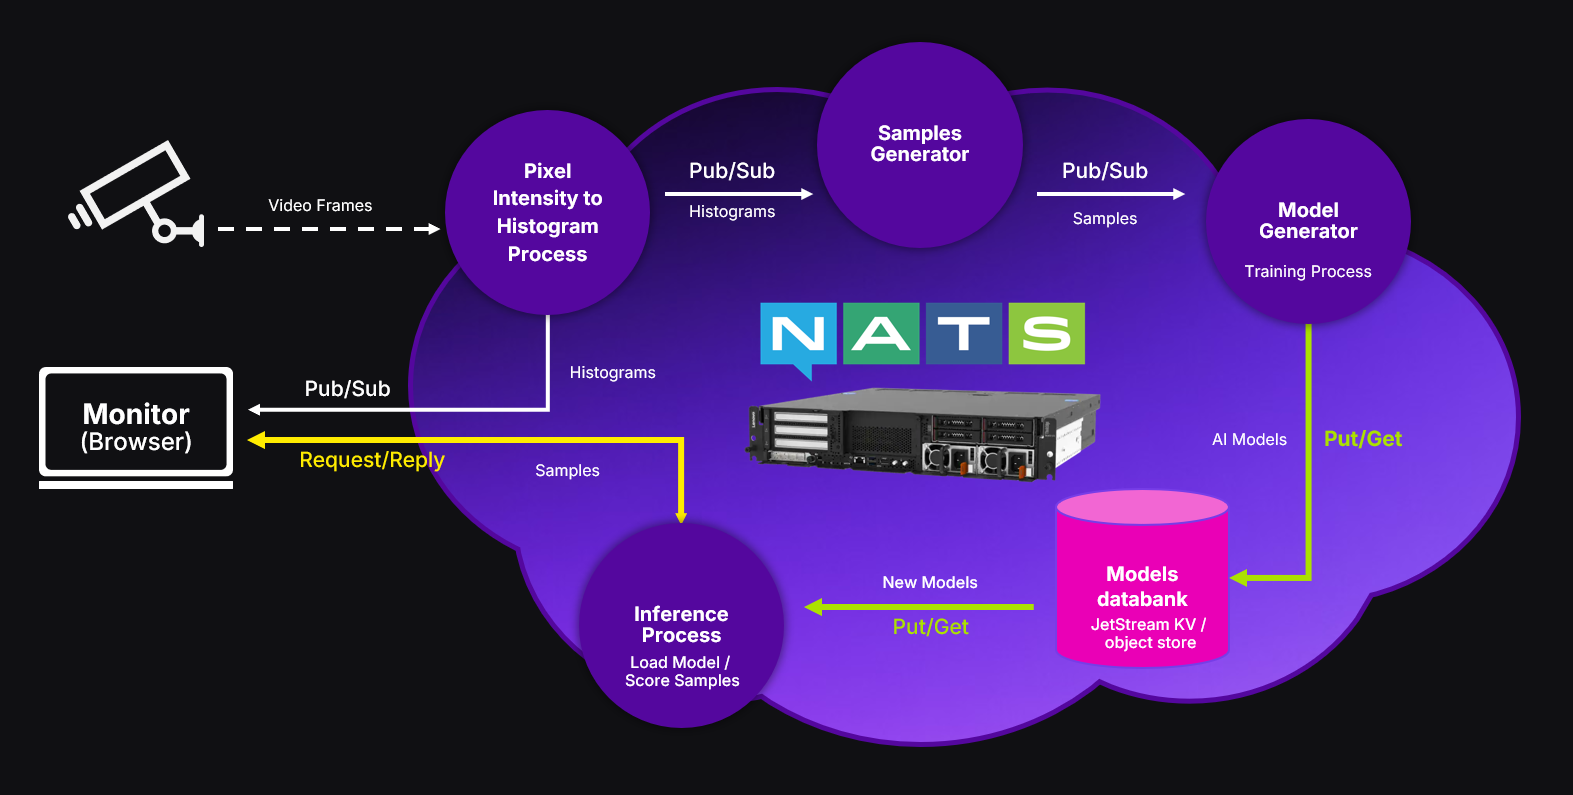 Samples
Generator
Pixel
Intensity to
Histogram
Process
Pub/Sub
Histograms
Pub/Sub
Samples
Model
Generator
Training Process
Video Frames
NATS
Histograms
Pub/Sub
Monitor
(Browser)
Request/Reply
Samples
AI Models
Put/Get
Models
databank
JetStream KV /
object store
New Models
Put/Get
Inference
Process
Load Model /
Score Samples